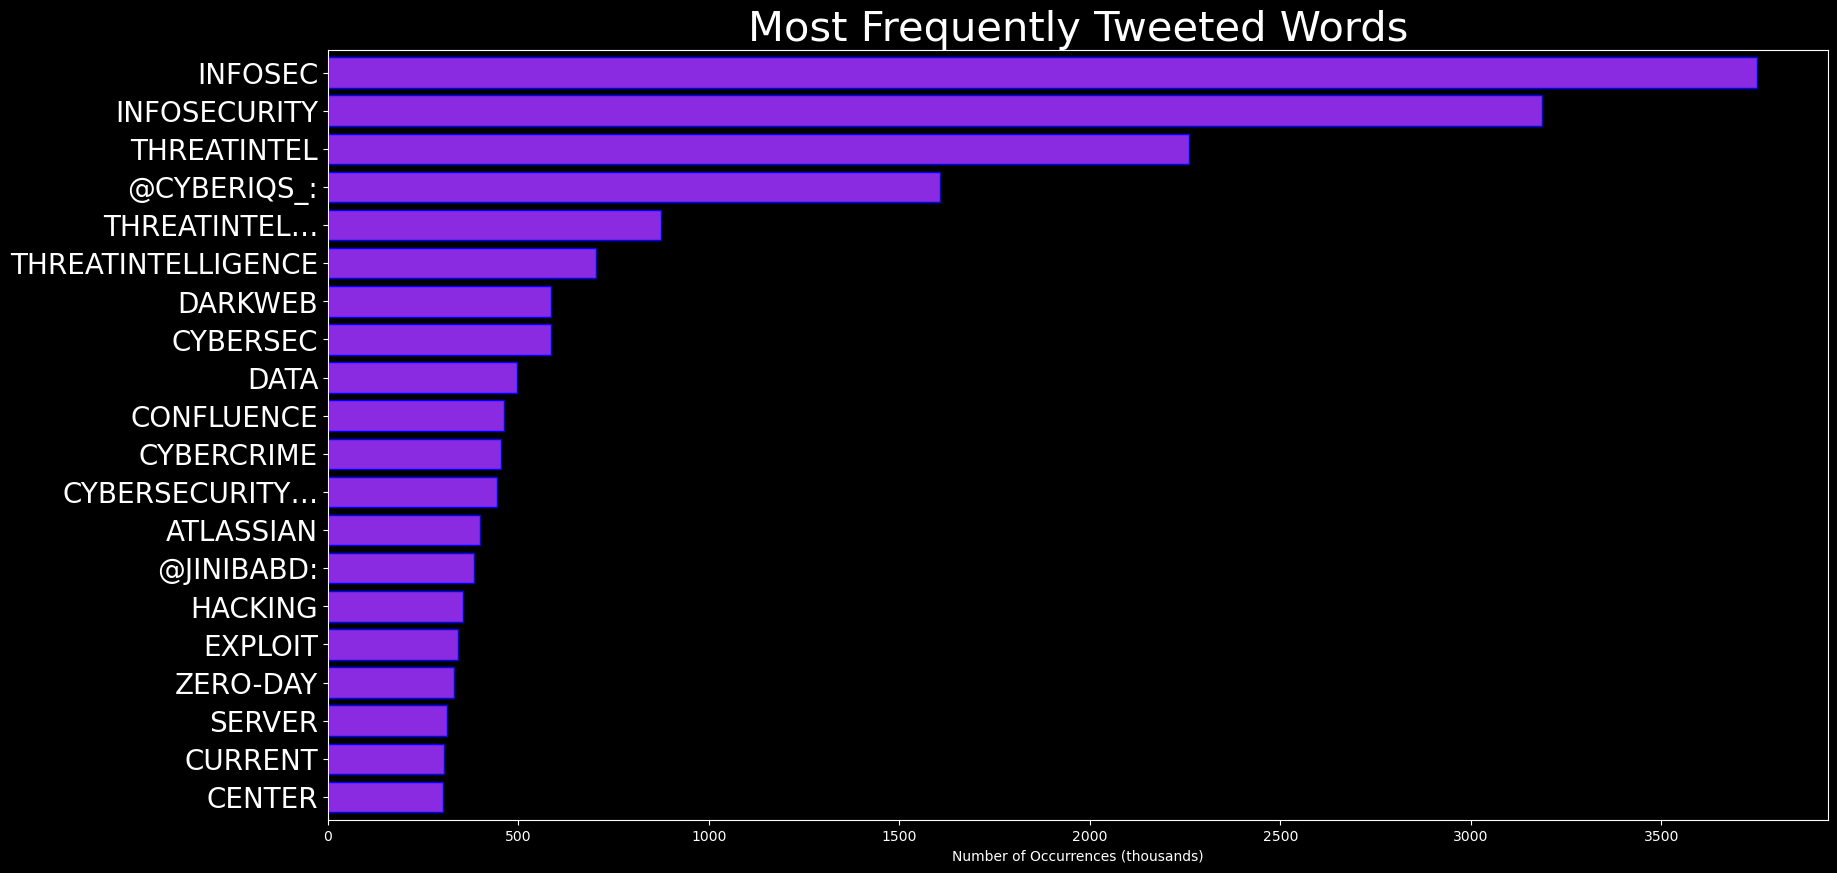 Most Frequently Tweeted Words
INFOSEC
INFOSECURITY
THREATINTEL
@CYBERIQS_:
THREATINTEL…
THREATINTELLIGENCE
DARKWEB
CYBERSEC
DATA
CONFLUENCE
CYBERCRIME
CYBERSECURITY…
ATLASSIAN
@JINIBABD:
HACKING
EXPLOIT
ZERO-DAY
SERVER
CURRENT
CENTER
0 500 1000 1500 2000 2500 3000 3500
Number of Occurrences (thousands)